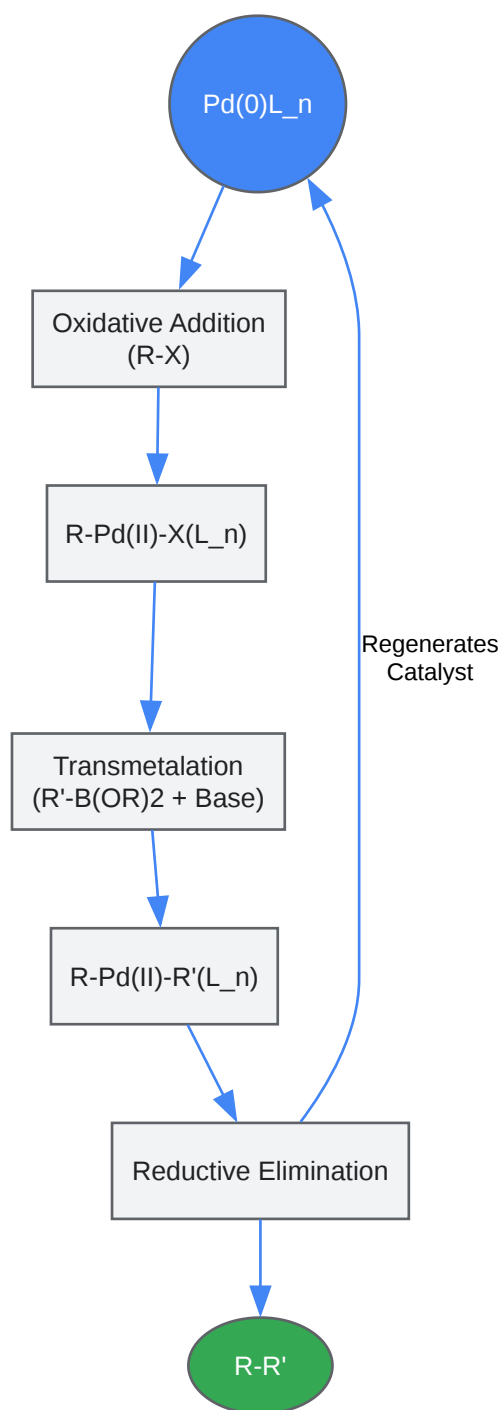 Pd(0)L_n
Oxidative Addition
(R-X)
R-Pd(II)-X(L_n)
Regenerates
Catalyst
Transmetalation
(R'-B(OR)2 + Base)
R-Pd(II)-R'(L_n)
Reductive Elimination
R-R'